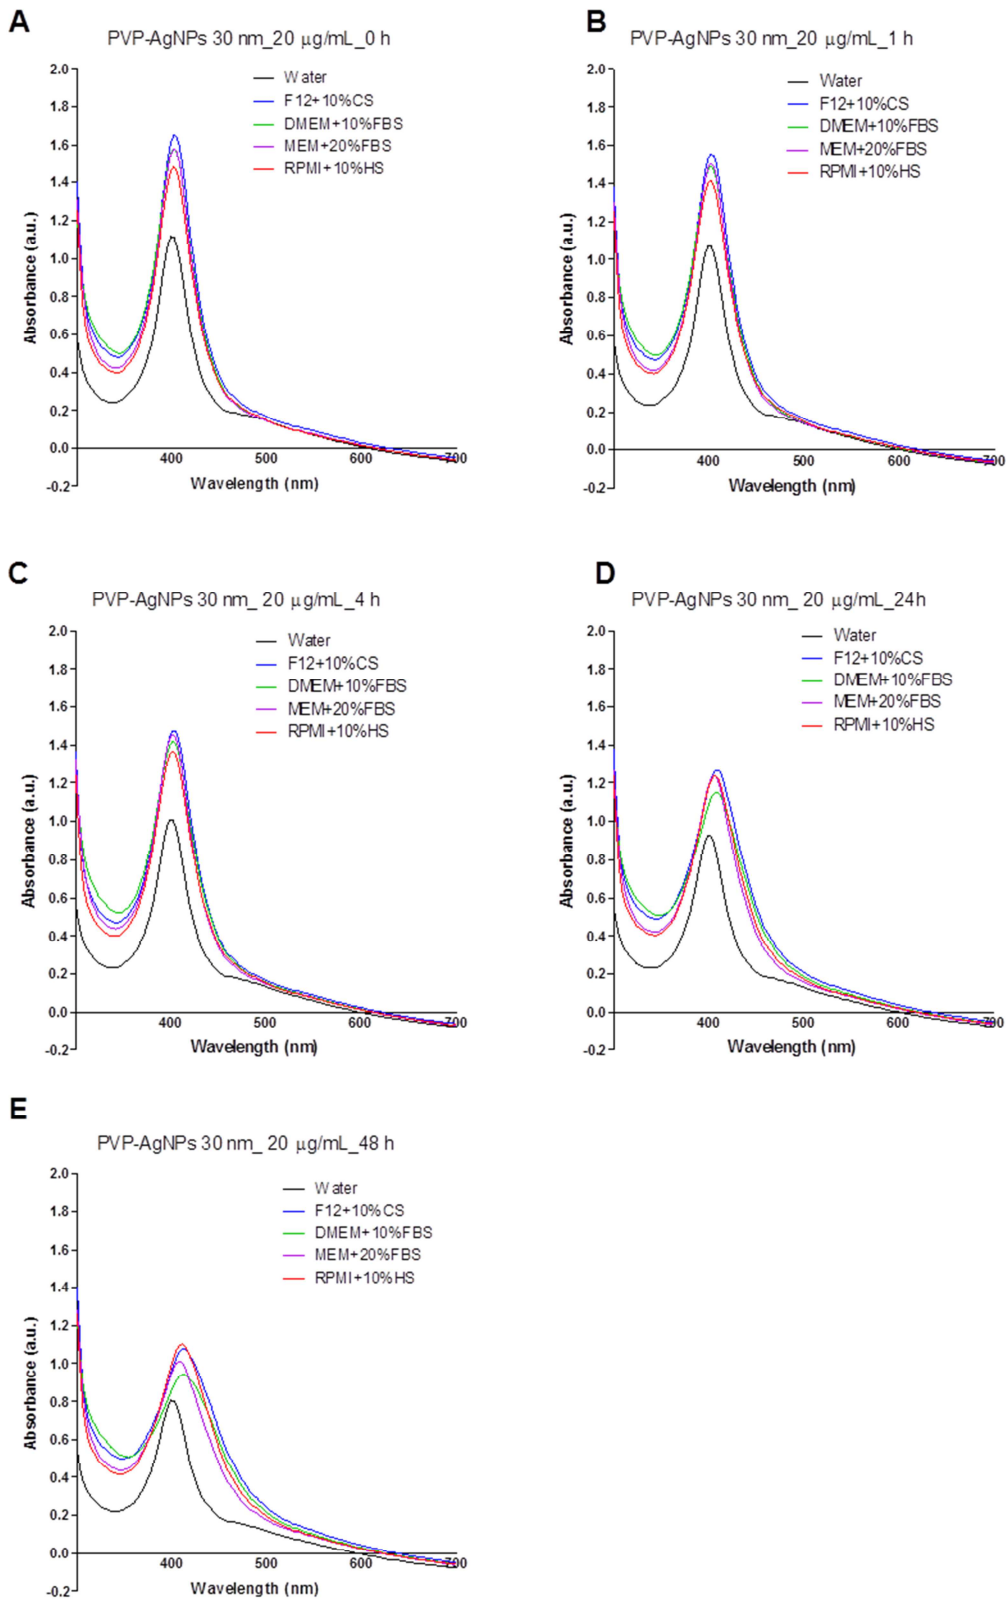 A
PVP-AgNPs 30 nm_20 µg/mL_0 h
Absorbance (a.u.)
2.0
1.8
1.6
1.4
1.2
1.0
0.8
0.6
0.4
0.2
0.0
-0.2
Water
F12+10%CS
DMEM+10%FBS
MEM+20%FBS
RPMI+10%HS
400 500 600 700
Wavelength (nm)
B
PVP-AgNPs 30 nm_20 µg/mL_1 h
Absorbance (a.u.)
2.0
1.8
1.6
1.4
1.2
1.0
0.8
0.6
0.4
0.2
0.0
-0.2
Water
F12+10%CS
DMEM+10%FBS
MEM+20%FBS
RPMI+10%HS
400 500 600 700
Wavelength (nm)
C
PVP-AgNPs 30 nm_ 20 µg/mL_4 h
Absorbance (a.u.)
2.0
1.8
1.6
1.4
1.2
1.0
0.8
0.6
0.4
0.2
0.0
-0.2
Water
F12+10%CS
DMEM+10%FBS
MEM+20%FBS
RPMI+10%HS
400 500 600 700
Wavelength (nm)
D
PVP-AgNPs 30 nm_ 20 µg/mL_24h
Absorbance (a.u.)
2.0
1.8
1.6
1.4
1.2
1.0
0.8
0.6
0.4
0.2
0.0
-0.2
Water
F12+10%CS
DMEM+10%FBS
MEM+20%FBS
RPMI+10%HS
400 500 600 700
Wavelength (nm)
E
PVP-AgNPs 30 nm_ 20 µg/mL_48 h
Absorbance (a.u.)
2.0
1.8
1.6
1.4
1.2
1.0
0.8
0.6
0.4
0.2
0.0
-0.2
Water
F12+10%CS
DMEM+10%FBS
MEM+20%FBS
RPMI+10%HS
400 500 600 700
Wavelength (nm)